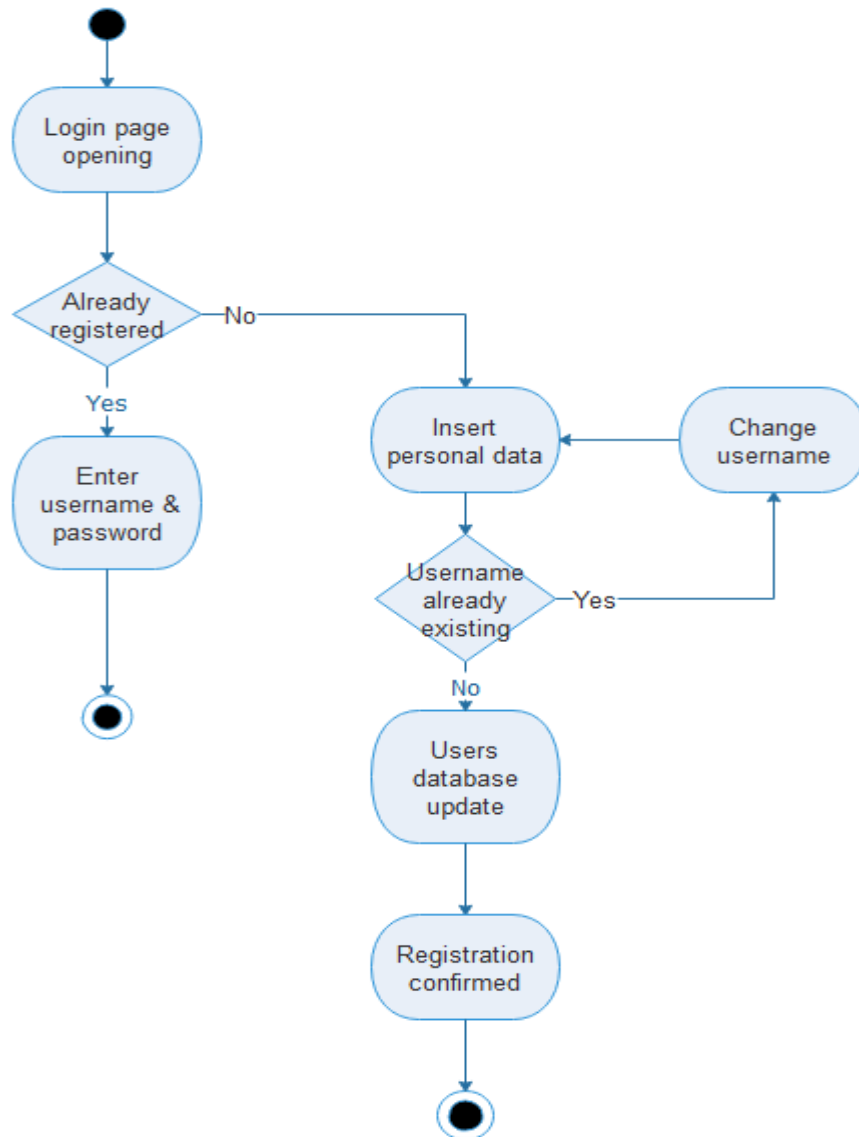 Login page
opening
Already
registered
No
Yes
Enter
username &
password
Insert
personal data
Change
username
Username
already
existing
Yes
No
Users
database
update
Registration
confirmed